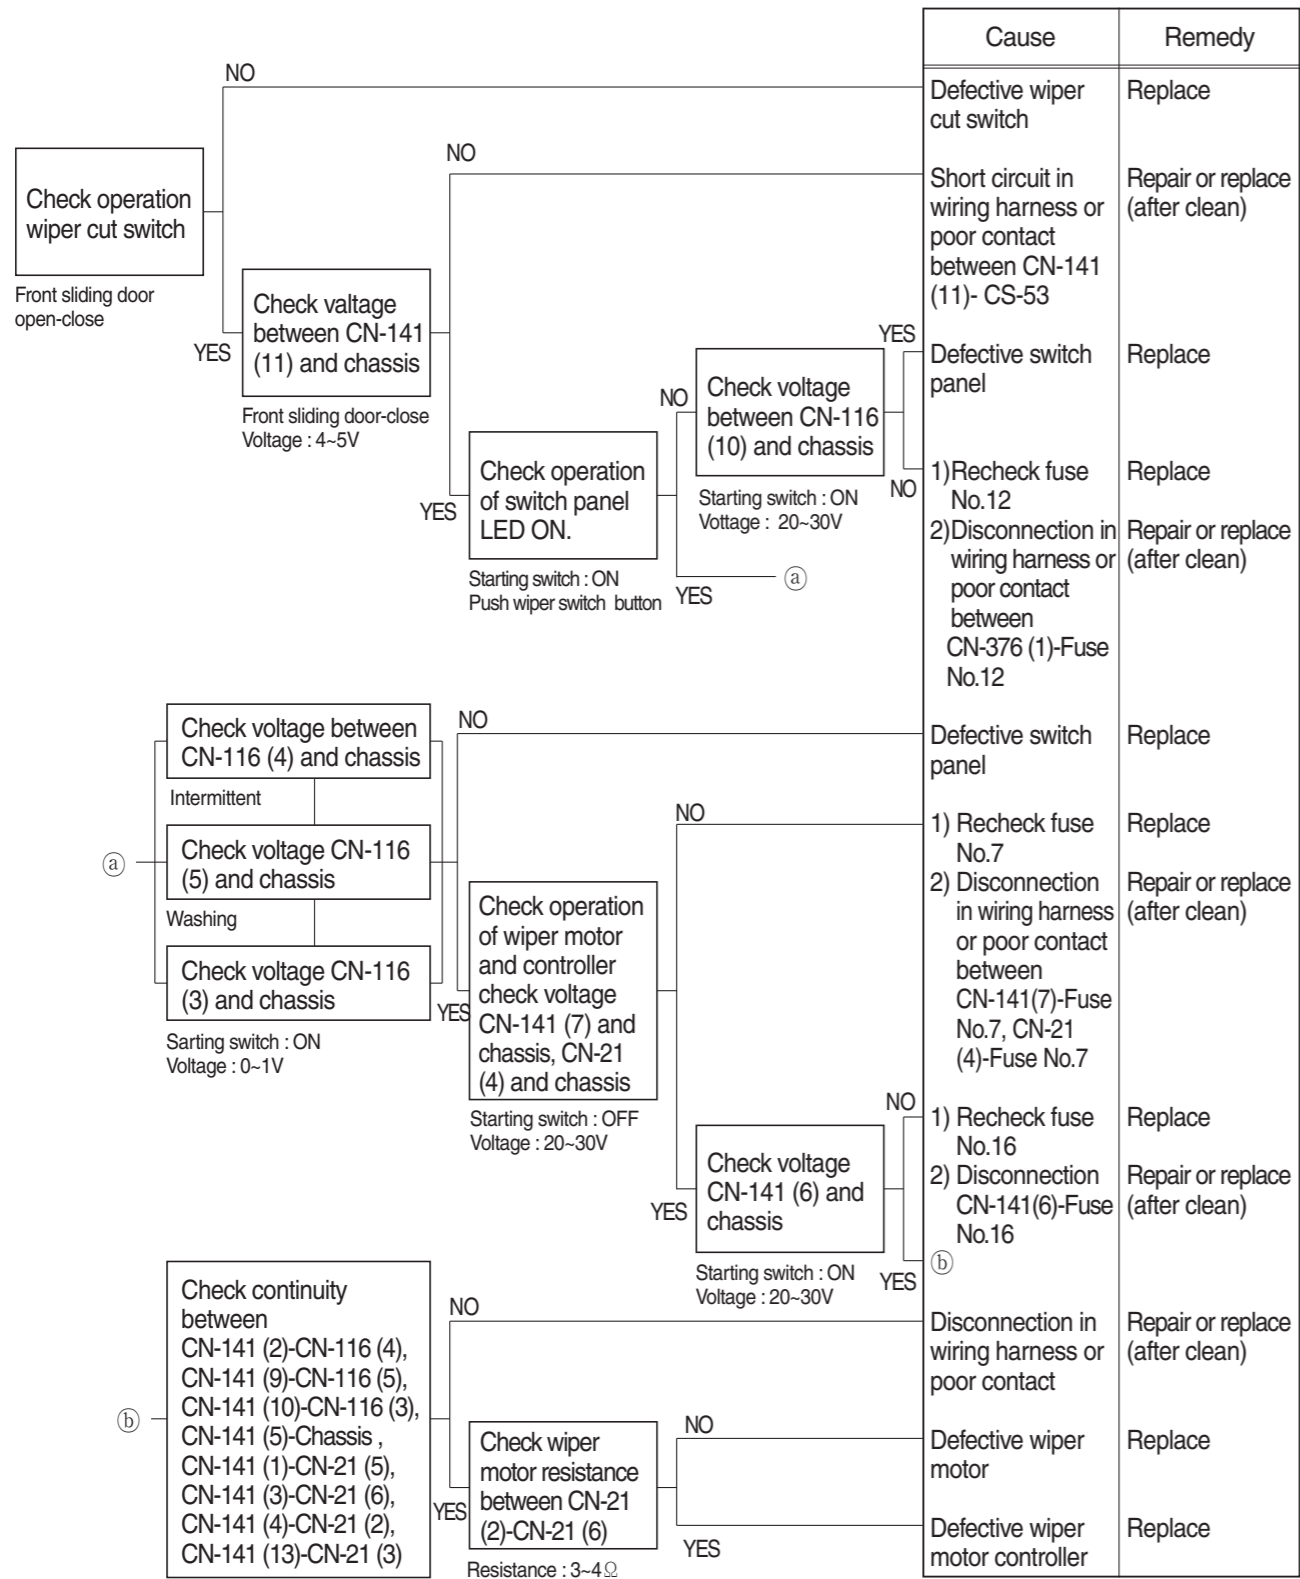 Cause
Remedy
NO
Defective wiper
cut switch
Replace
NO
Check operation
wiper cut switch
Front sliding door
open-close
Short circuit in
wiring harness or
poor contact
between CN-141
(11)- CS-53
Repair or replace
(after clean)
YES
Check valtage
between CN-141
(11) and chassis
Front sliding door-close
Voltage : 4~5V
YES
Defective switch
panel
Replace
NO
Check voltage
between CN-116
(10) and chassis
Starting switch : ON
Vottage : 20~30V
NO
YES
Check operation
of switch panel
LED ON.
Starting switch : ON
Push wiper switch button
YES
ⓐ
1)Recheck fuse
No.12
Replace
2)Disconnection in
wiring harness or
poor contact
between
CN-376 (1)-Fuse
No.12
Repair or replace
(after clean)
ⓐ
Check voltage between
CN-116 (4) and chassis
Intermittent
Check voltage CN-116
(5) and chassis
Washing
Check voltage CN-116
(3) and chassis
Sarting switch : ON
Voltage : 0~1V
NO
Defective switch
panel
Replace
YES
Check operation
of wiper motor
and controller
check voltage
CN-141 (7) and
chassis, CN-21
(4) and chassis
Starting switch : OFF
Voltage : 20~30V
NO
1) Recheck fuse
No.7
Replace
2) Disconnection
in wiring harness
or poor contact
between
CN-141(7)-Fuse
No.7, CN-21
(4)-Fuse No.7
Repair or replace
(after clean)
YES
Check voltage
CN-141 (6) and
chassis
Starting switch : ON
Voltage : 20~30V
NO
1) Recheck fuse
No.16
Replace
2) Disconnection
CN-141(6)-Fuse
No.16
Repair or replace
(after clean)
YES
ⓑ
ⓑ
Check continuity
between
CN-141 (2)-CN-116 (4),
CN-141 (9)-CN-116 (5),
CN-141 (10)-CN-116 (3),
CN-141 (5)-Chassis ,
CN-141 (1)-CN-21 (5),
CN-141 (3)-CN-21 (6),
CN-141 (4)-CN-21 (2),
CN-141 (13)-CN-21 (3)
NO
Disconnection in
wiring harness or
poor contact
Repair or replace
(after clean)
YES
Check wiper
motor resistance
between CN-21
(2)-CN-21 (6)
Resistance : 3~4Ω
NO
Defective wiper
motor
Replace
YES
Defective wiper
motor controller
Replace